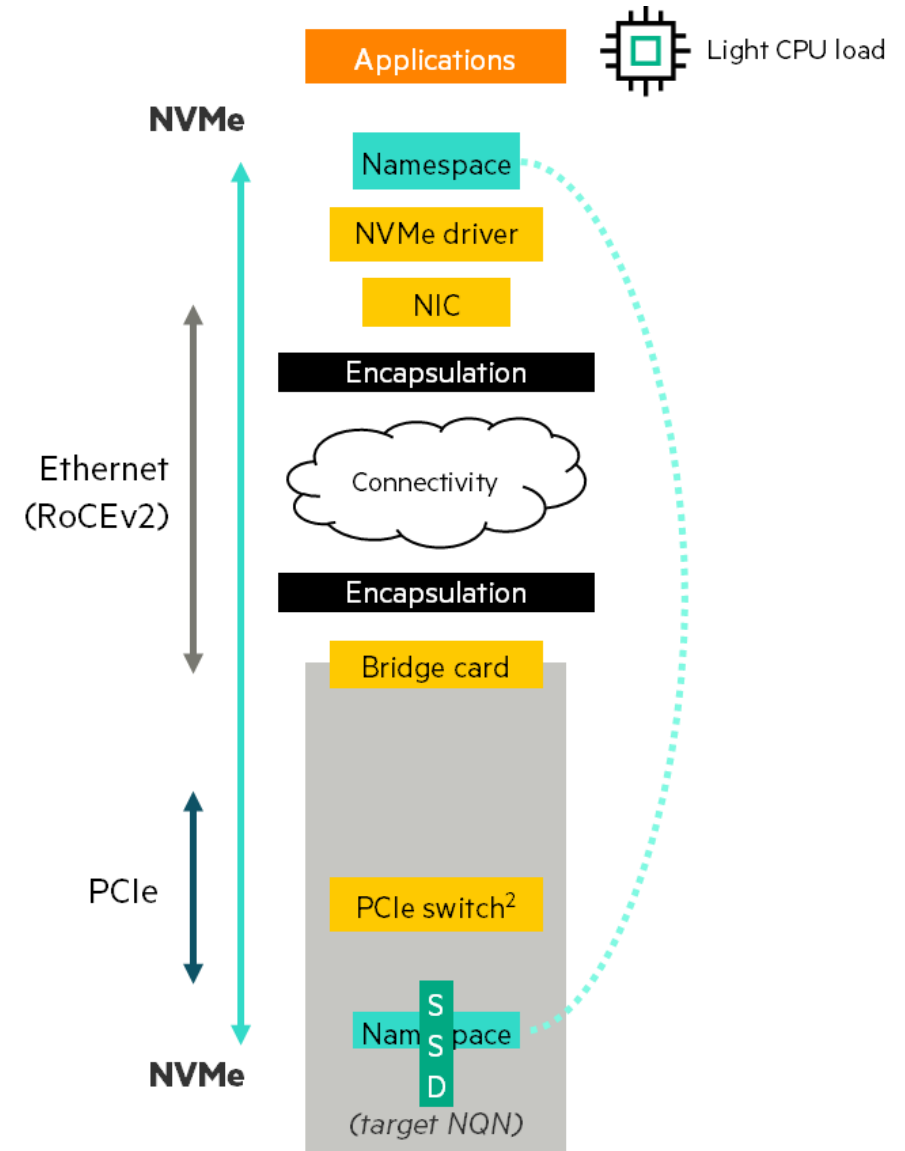 Applications
Light CPU load
NVMe
Namespace
NVMe driver
NIC
Encapsulation
Ethernet
(RoCEv2)
Connectivity
Encapsulation
Bridge card
PCIe
PCIe switch²
Namespace
SSD
NVMe
(target NQN)